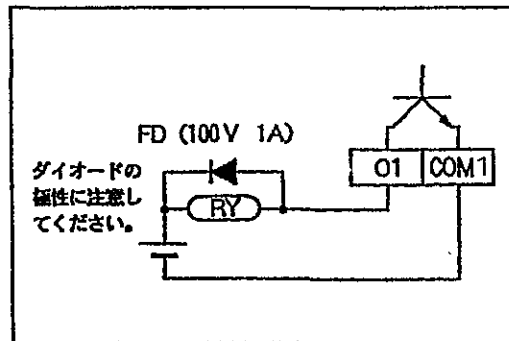 FD (100V 1A)
ダイオードの
極性に注意し
てください。
RY
O1 COM1